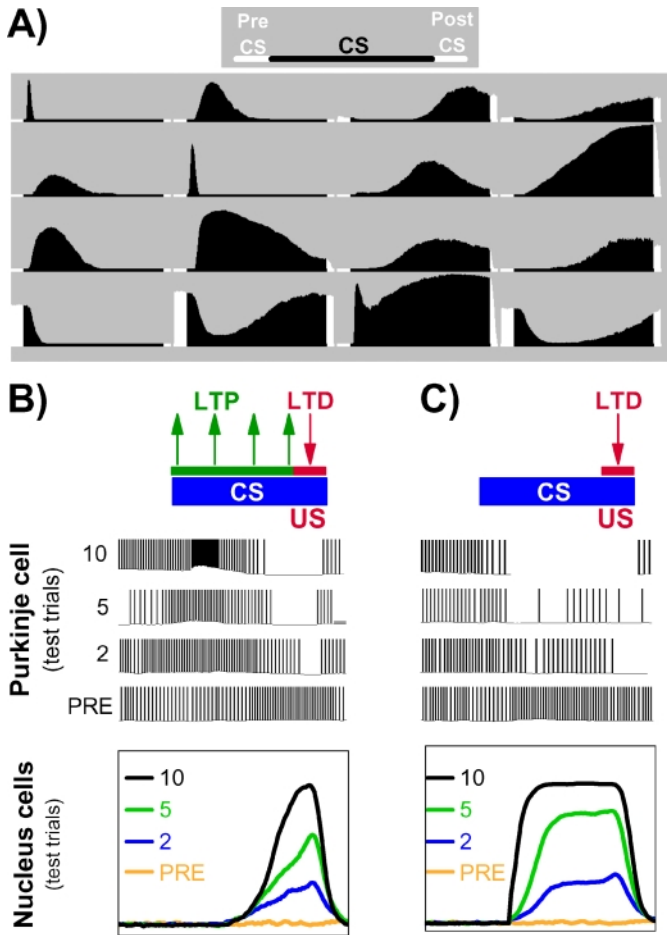 A)
Pre CS
CS
Post CS
B)
LTP
LTD
CS
US
C)
LTD
CS
US
Purkinje cell
(test trials)
10
5
2
PRE
Nucleus cells
(test trials)
10
5
2
PRE
10
5
2
PRE